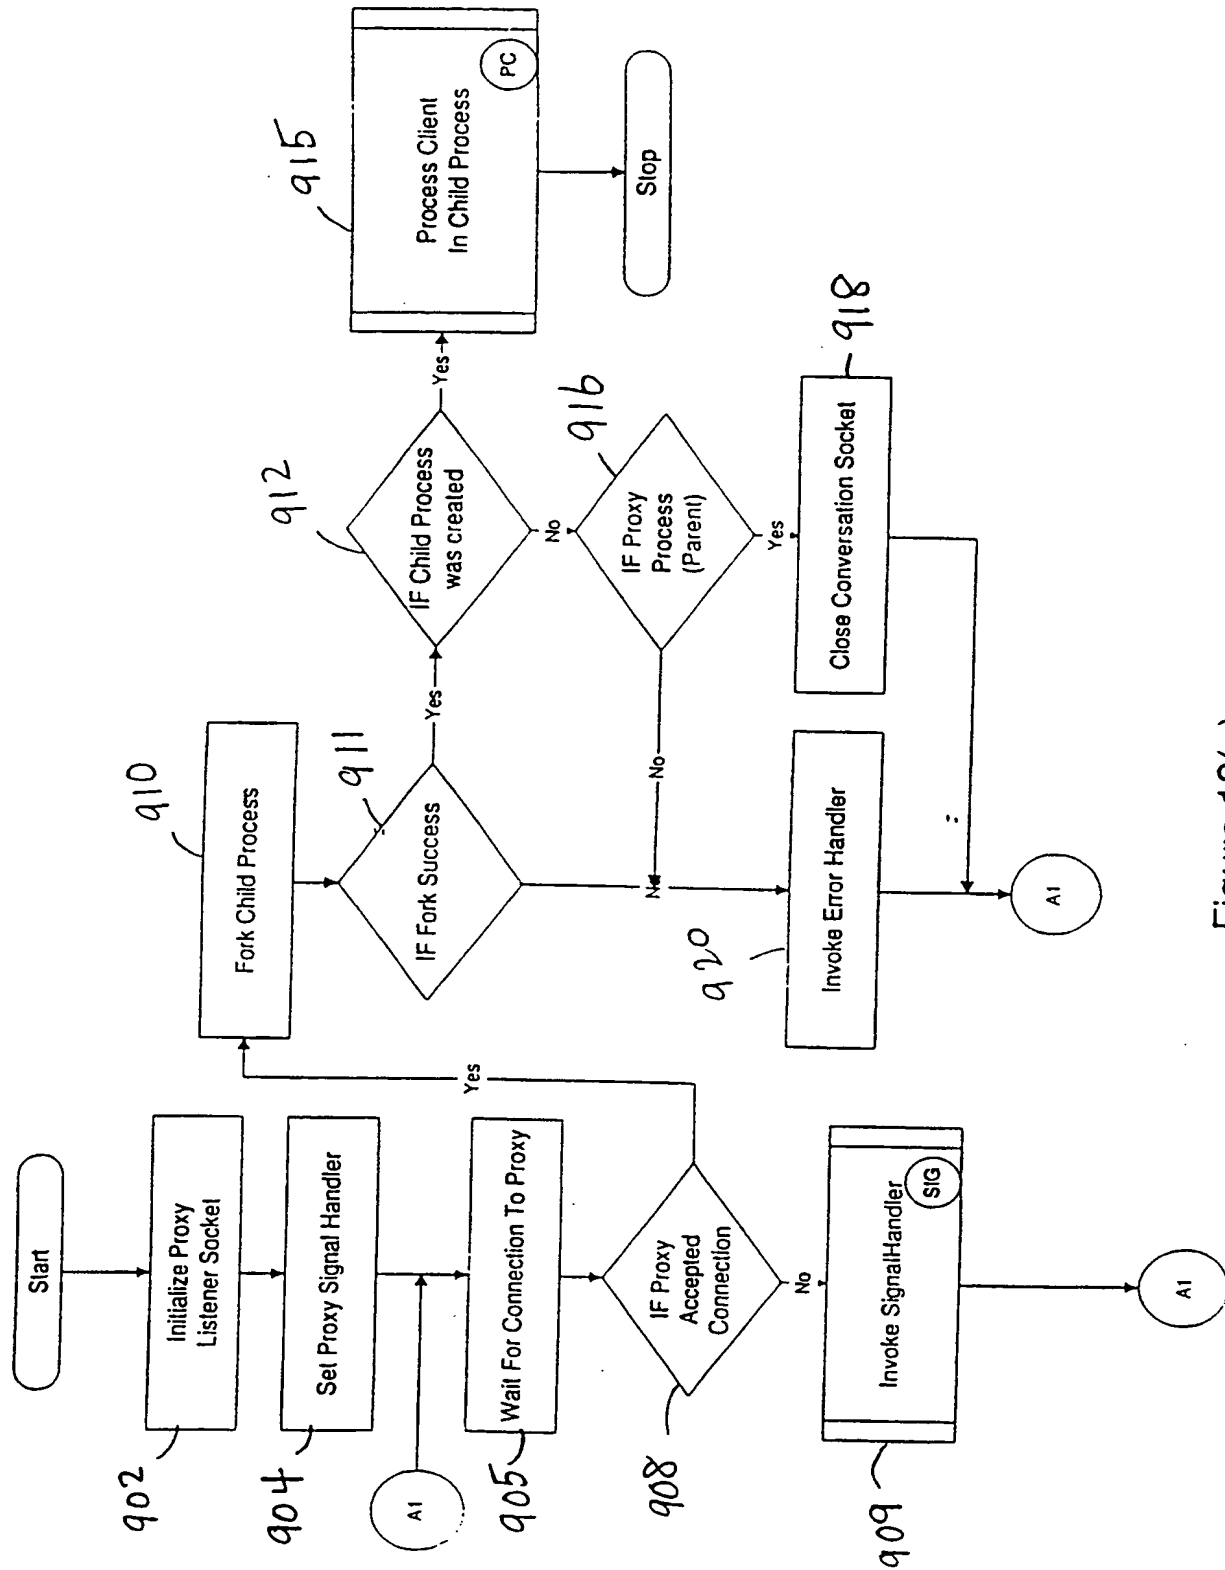 Start
902
Initialize Proxy
Listener Socket
904
Set Proxy Signal Handler
A1
905
Wait For Connection To Proxy
908
IF Proxy
Accepted
Connection
Yes
No
909
Invoke SignalHandler
SIG
A1
910
Fork Child Process
911
IF Fork Success
Yes
912
IF Child Process
was created
Yes
915
Process Client
In Child Process
PC
Stop
No
916
IF Proxy
Process
(Parent)
No
Yes
918
Close Conversation Socket
920
Invoke Error Handler
A1